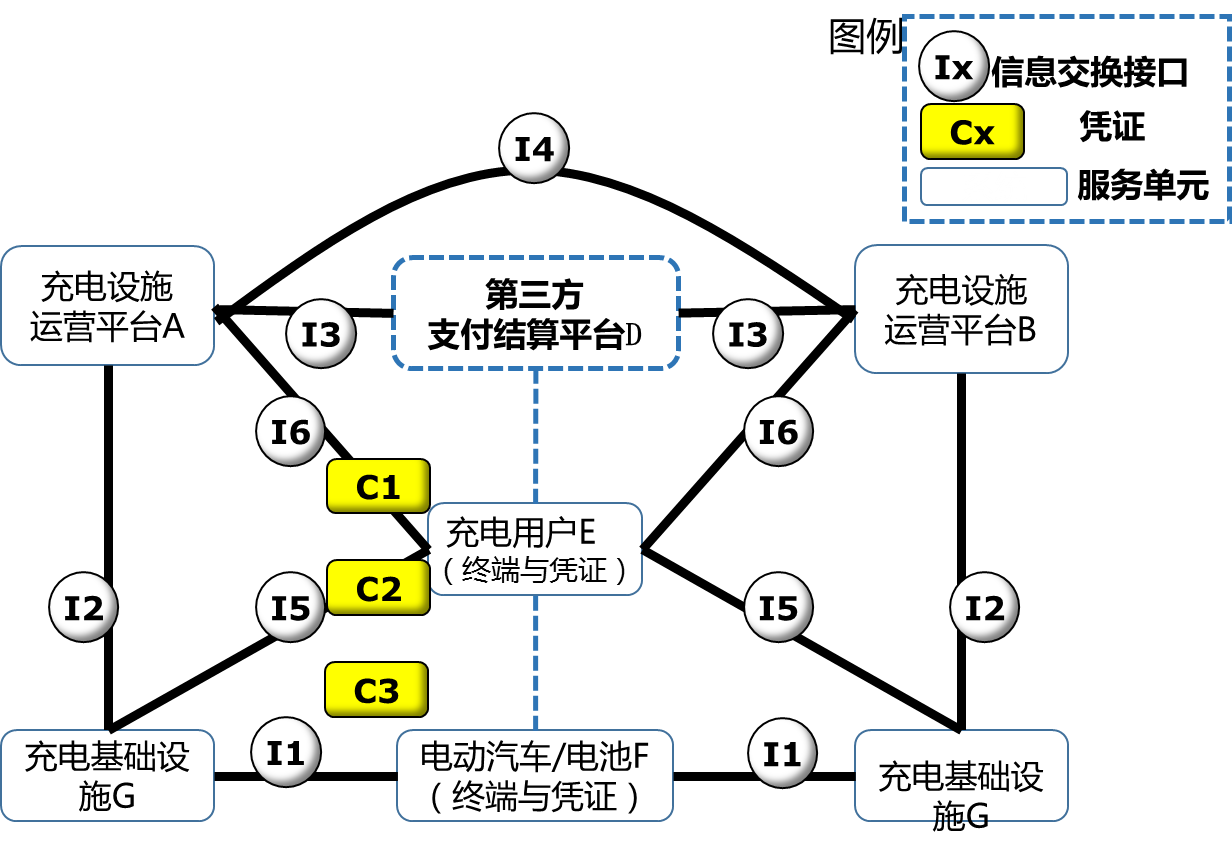 图例
Ix 信息交换接口
Cx 凭证
服务单元
I4
充电设施
运营平台A
第三方
支付结算平台D
充电设施
运营平台B
I3
I3
I6
I6
C1
充电用户E
（终端与凭证）
C2
I2
I5
I5
I2
C3
I1
I1
充电基础设
施G
电动汽车/电池F
（终端与凭证）
充电基础设
施G